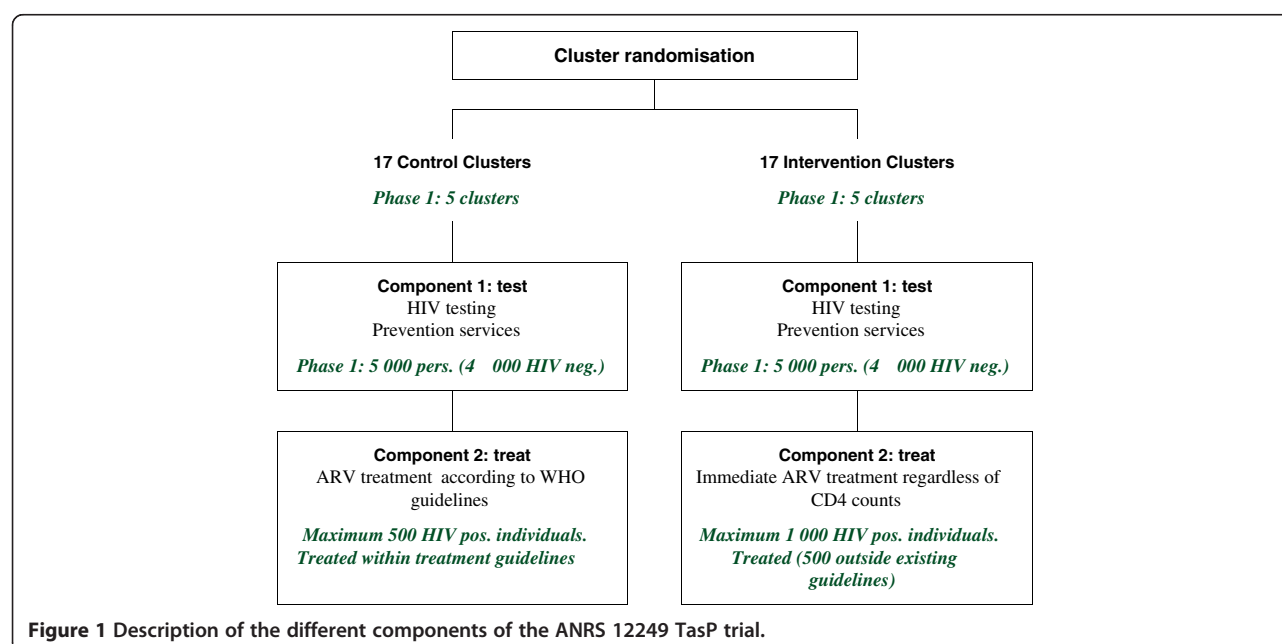 Cluster randomisation
17 Control Clusters
Phase 1: 5 clusters
17 Intervention Clusters
Phase 1: 5 clusters
Component 1: test
HIV testing
Prevention services
Phase 1: 5 000 pers. (4 000 HIV neg.)
Component 1: test
HIV testing
Prevention services
Phase 1: 5 000 pers. (4 000 HIV neg.)
Component 2: treat
ARV treatment according to WHO
guidelines
Maximum 500 HIV pos. individuals.
Treated within treatment guidelines
Component 2: treat
Immediate ARV treatment regardless of
CD4 counts
Maximum 1 000 HIV pos. individuals.
Treated (500 outside existing
guidelines)
Figure 1 Description of the different components of the ANRS 12249 TasP trial.